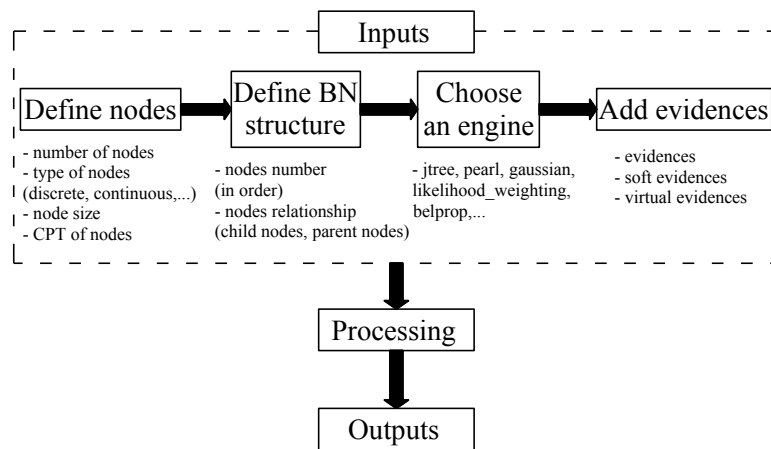 Inputs
Define nodes
Define BN
structure
Choose
an engine
Add evidences
- number of nodes
- type of nodes
(discrete, continuous,...)
- node size
- CPT of nodes
- nodes number
(in order)
- nodes relationship
(child nodes, parent nodes)
- jtree, pearl, gaussian,
likelihood_weighting,
belprop,...
- evidences
- soft evidences
- virtual evidences
Processing
Outputs